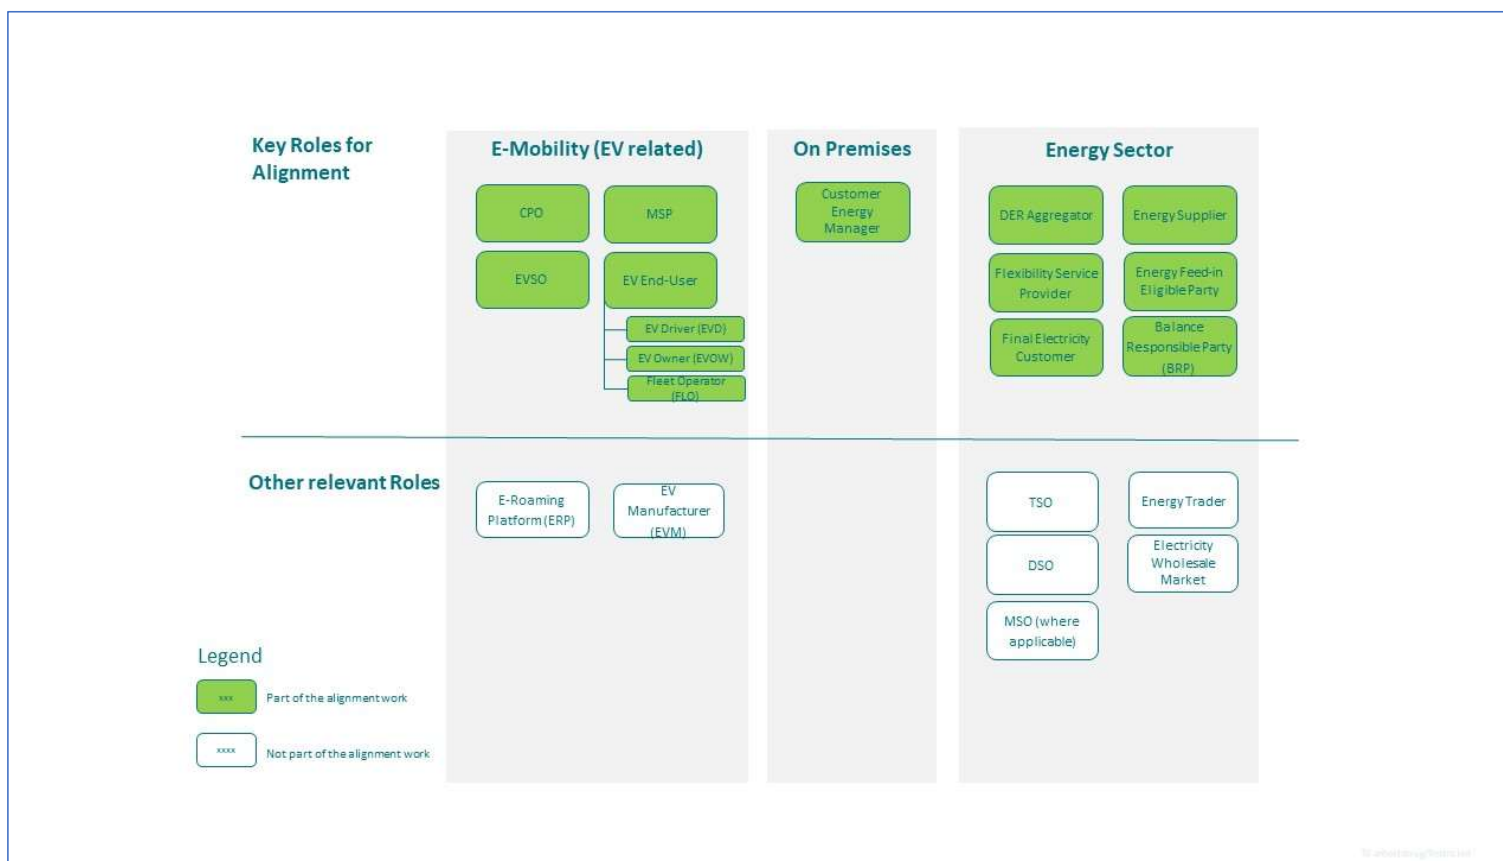 Key Roles for
Alignment
E-Mobility (EV related)
On Premises
Energy Sector
CPO
MSP
EVSO
EV End-User
EV Driver (EVD)
EV Owner (EVOW)
Fleet Operator
(FLO)
Customer
Energy
Manager
DER Aggregator
Energy Supplier
Flexibility Service
Provider
Energy Feed-in
Eligible Party
Final Electricity
Customer
Balance
Responsible Party
(BRP)
Other relevant Roles
E-Roaming
Platform (ERP)
EV
Manufacturer
(EVM)
TSO
Energy Trader
DSO
Electricity
Wholesale
Market
MSO (where
applicable)
Legend
xxx
Part of the alignment work
xxxx
Not part of the alignment work